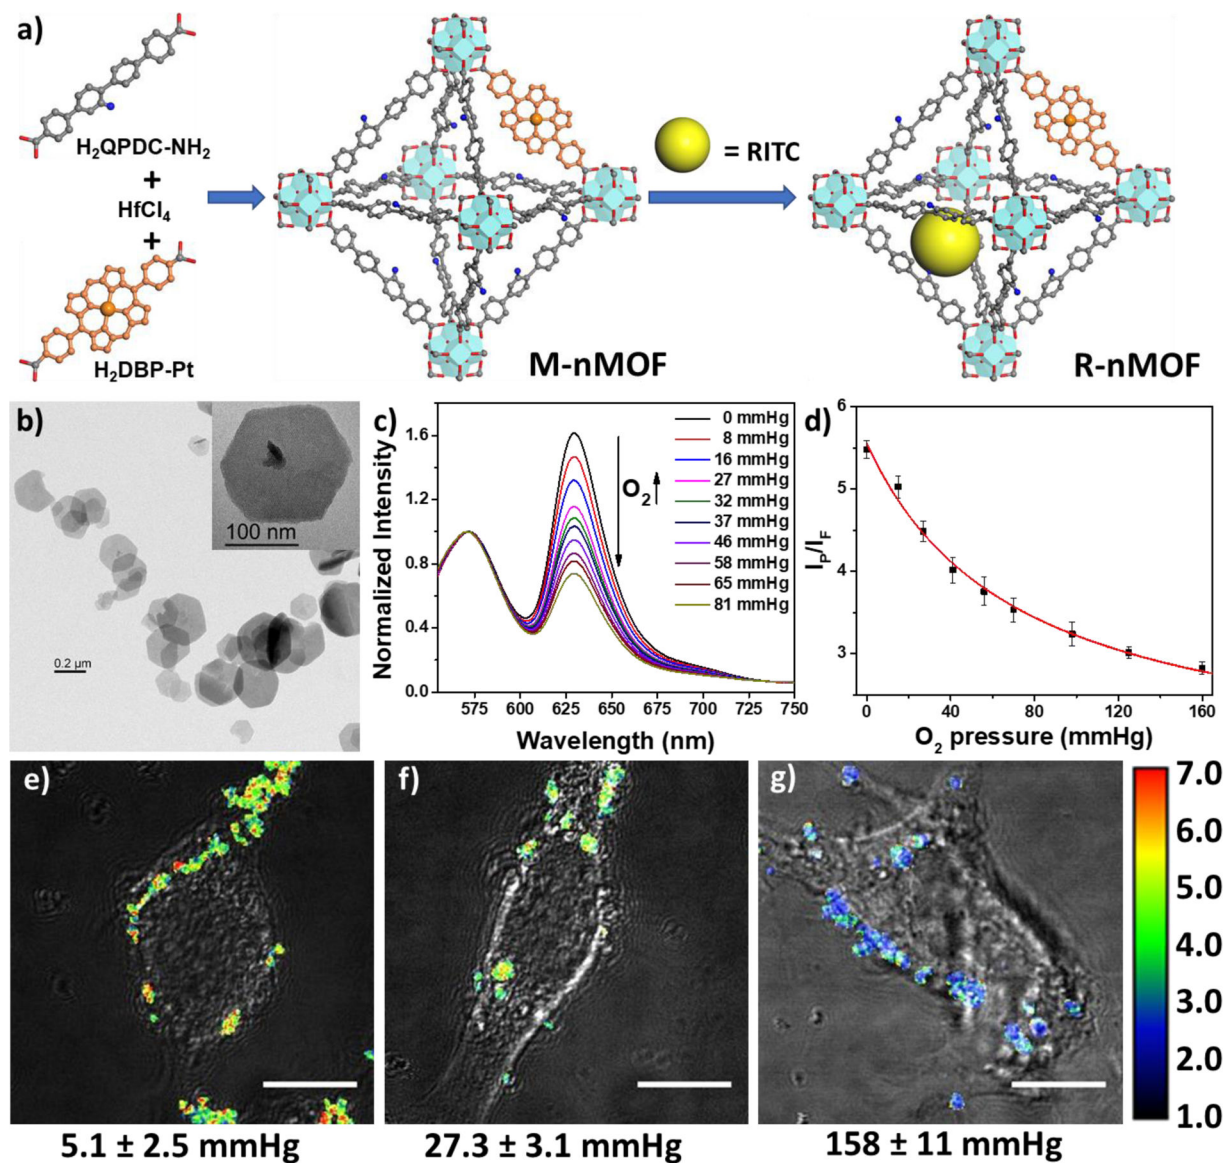 a)
H₂QPDC-NH₂
+
HfCl₄
+
H₂DBP-Pt
M-nMOF
= RITC
R-nMOF
b)
100 nm
0.2 µm
c)
Normalized Intensity
1.6
1.2
0.8
0.4
0.0
575 600 625 650 675 700 725 750
Wavelength (nm)
O₂
0 mmHg
8 mmHg
16 mmHg
27 mmHg
32 mmHg
37 mmHg
46 mmHg
58 mmHg
65 mmHg
81 mmHg
d)
I_P/I_F
6
5
4
3
0 40 80 120 160
O₂ pressure (mmHg)
e)
5.1 ± 2.5 mmHg
f)
27.3 ± 3.1 mmHg
g)
158 ± 11 mmHg
7.0
6.0
5.0
4.0
3.0
2.0
1.0